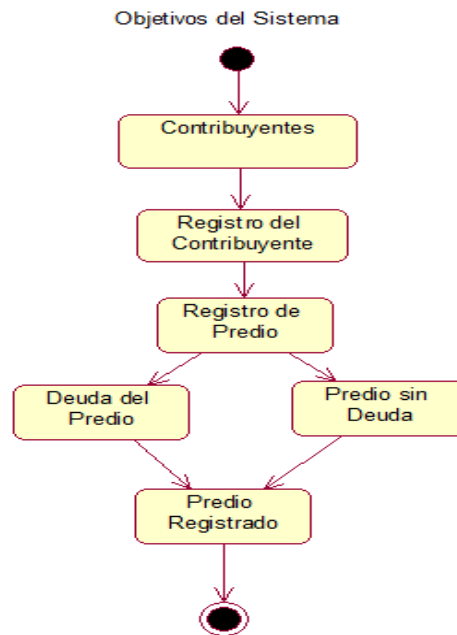 Objetivos del Sistema
Contribuyentes
Registro del
Contribuyente
Registro de
Predio
Deuda del
Predio
Predio sin
Deuda
Predio
Registrado